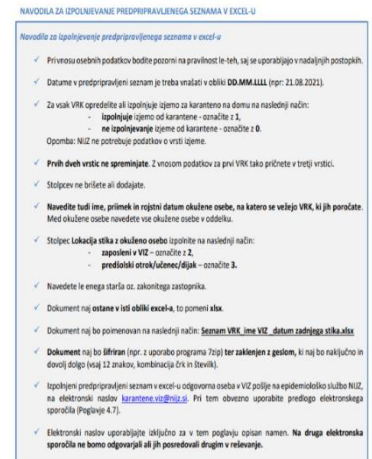 NAVODILA ZA IZPOLNJEVANJE PREDPRIPRAVLJENEGA SEZNAMA V EXCEL-U
Navodila za izpolnjevanje predpripravljenega seznama v excel-u
✓ Pri vnosu osebnih podatkov bodite pozorni na pravilnost le-teh, saj se uporabljajo v nadaljnjih postopkih.
✓ Datume v predpripravljeni seznam je treba vnašati v obliki DD.MM.LLLL (npr: 21.08.2021).
✓ Za vsak VRK opredelite ali izpolnjuje izjemo za karanteno na domu na naslednji način:
- izpolnjuje izjemo od karantene - označite z 1,
- ne izpolnjevanje izjeme od karantene - označite z 0.
Opomba: NIJZ ne potrebuje podatkov o vrsti izjeme.
✓ Prvih dveh vrstic ne spreminjate. Z vnosom podatkov za prvi VRK tako pričnete v tretji vrstici.
✓ Stolpcev ne brišete ali dodajate.
✓ Navedite tudi ime, priimek in rojstni datum okužene osebe, na katero se vežejo VRK, ki jih poročate.
Med okužene osebe navedete vse okužene osebe v oddelku.
✓ Stolpec Lokacija stika z okuženo osebo izpolnite na naslednji način:
- zaposleni v VIZ – označite z 2,
- predšolski otrok/učenec/dijak – označite 3.
✓ Navedete le enega starša oz. zakonitega zastopnika.
✓ Dokument naj ostane v isti obliki excel-a, to pomeni xlsx.
✓ Dokument naj bo poimenovan na naslednji način: Seznam VRK_ime VIZ_datum zadnjega stika.xlsx
✓ Dokument naj bo šifriran (npr. z uporabo programa 7zip) ter zaklenjen z geslom, ki naj bo naključno in
dovolj dolgo (vsaj 12 znakov, kombinacija črk in številk).
✓ Izpolnjeni predpripravljeni seznam v excel-u odgovorna oseba v VIZ pošlje na epidemiološko službo NIJZ,
na elektronski naslov karantene.viz@nijz.si. Pri tem obvezno uporabite predlogo elektronskega
sporočila (Poglavje 4.7).
✓ Elektronski naslov uporabljajte izključno za v tem poglavju opisan namen. Na druga elektronska
sporočila ne bomo odgovarjali ali jih posredovali drugim v reševanje.